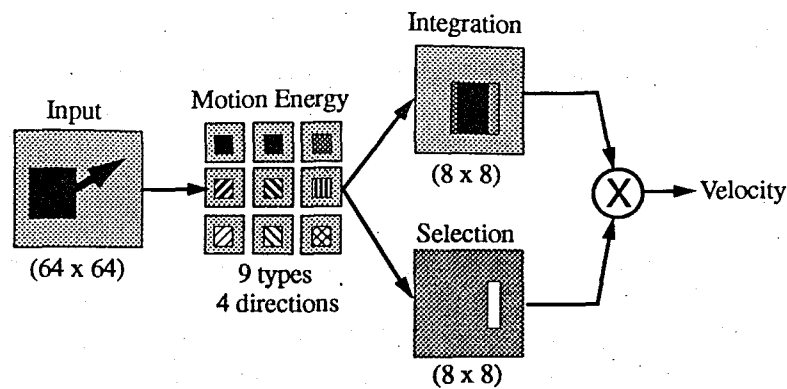 Input
(64 x 64)
Motion Energy
9 types
4 directions
Integration
(8 x 8)
Selection
(8 x 8)
X
Velocity